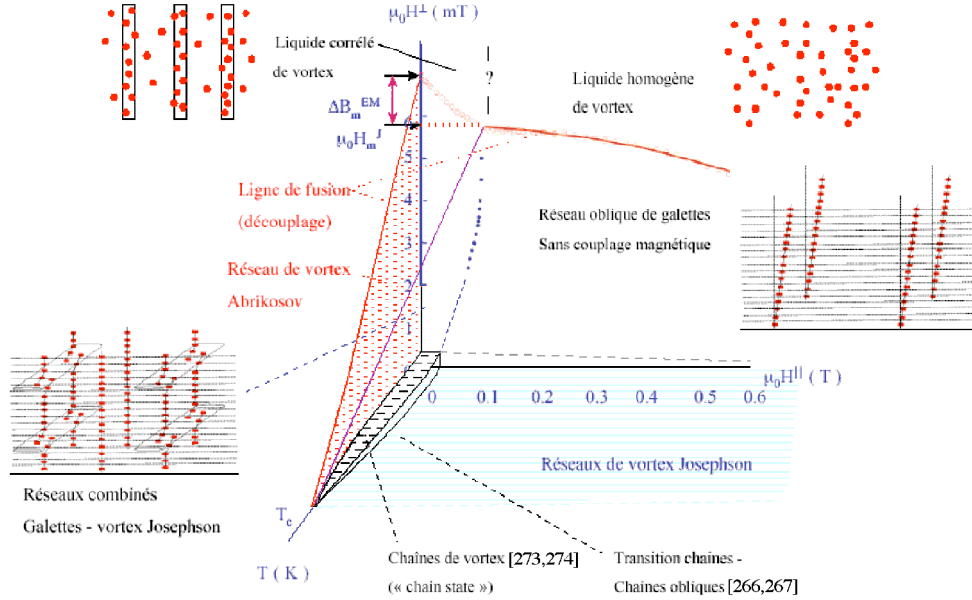 μ₀H⊥ ( mT )
Liquide corrélé
de vortex
?
Liquide homogène
de vortex
ΔBₘᴱᴹ
μ₀Hₘᴶ
6
5
4
3
2
1
0
Ligne de fusion
(découplage)
Réseau de vortex
Abrikosov
Réseau oblique de galettes
Sans couplage magnétique
μ₀H|| ( T )
0 0.1 0.2 0.3 0.4 0.5 0.6
Réseaux de vortex Josephson
Réseaux combinés
Galettes - vortex Josephson
T꜀
T ( K )
Chaînes de vortex [273,274]
(« chain state »)
Transition chaines -
Chaines obliques [266,267]